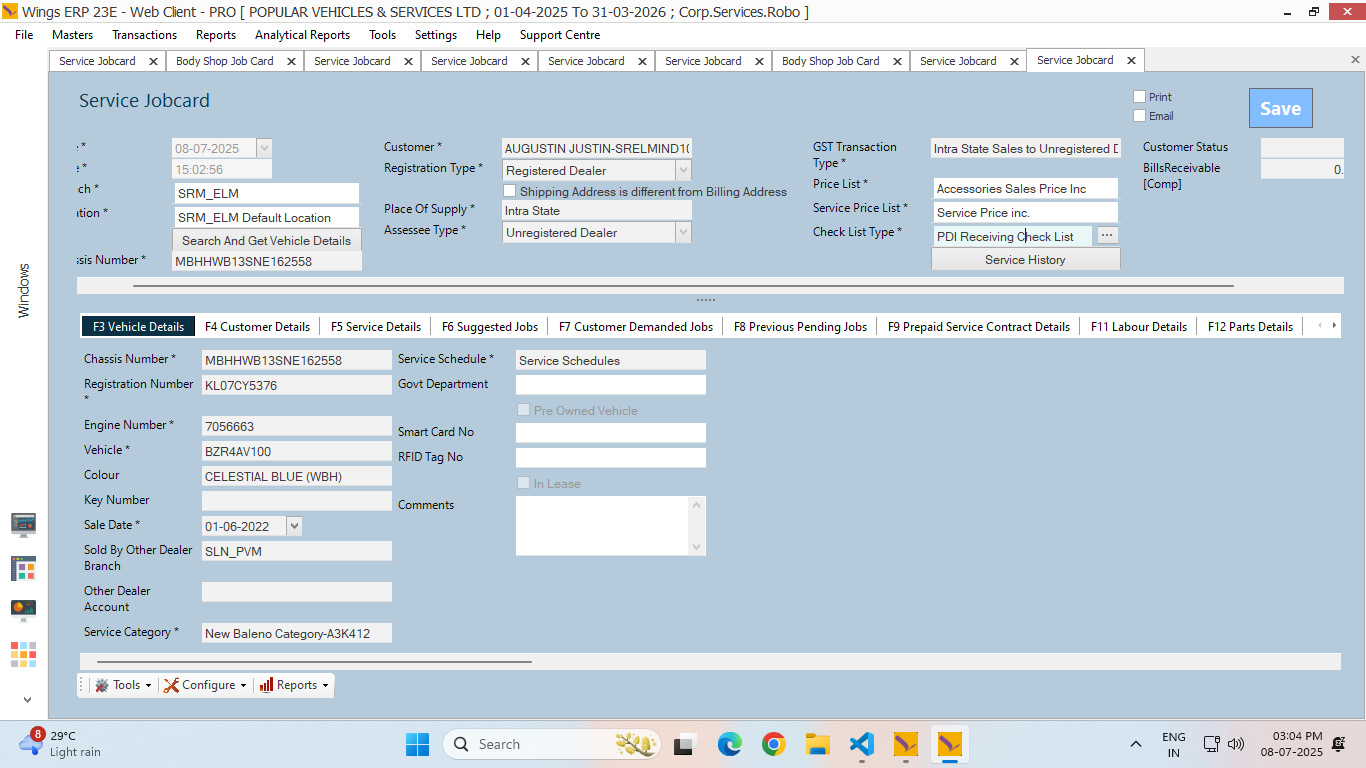 Wings ERP 23E - Web Client - PRO [ POPULAR VEHICLES & SERVICES LTD ; 01-04-2025 To 31-03-2026 ; Corp.Services.Robo ]
File Masters Transactions Reports Analytical Reports Tools Settings Help Support Centre
Service Jobcard Body Shop Job Card Service Jobcard Service Jobcard Service Jobcard Service Jobcard Body Shop Job Card Service Jobcard Service Jobcard
Service Jobcard
Print
Email
Save
* 08-07-2025
* 15:02:56
ch * SRM_ELM
ation * SRM_ELM Default Location
Search And Get Vehicle Details
ssis Number * MBHHWB13SNE162558
Customer * AUGUSTIN JUSTIN-SRELMIND10
Registration Type * Registered Dealer
Shipping Address is different from Billing Address
Place Of Supply * Intra State
Assessee Type * Unregistered Dealer
GST Transaction Type * Intra State Sales to Unregistered D
Price List * Accessories Sales Price Inc
Service Price List * Service Price inc.
Check List Type * PDI Receiving Check List ...
Service History
Customer Status
BillsReceivable [Comp] 0.
Windows
F3 Vehicle Details F4 Customer Details F5 Service Details F6 Suggested Jobs F7 Customer Demanded Jobs F8 Previous Pending Jobs F9 Prepaid Service Contract Details F11 Labour Details F12 Parts Details
Chassis Number * MBHHWB13SNE162558
Registration Number * KL07CY5376
Engine Number * 7056663
Vehicle * BZR4AV100
Colour CELESTIAL BLUE (WBH)
Key Number
Sale Date * 01-06-2022
Sold By Other Dealer Branch SLN_PVM
Other Dealer Account
Service Category * New Baleno Category-A3K412
Service Schedule * Service Schedules
Govt Department
Pre Owned Vehicle
Smart Card No
RFID Tag No
In Lease
Comments
Tools Configure Reports
8 29°C
Light rain
Search
ENG
IN
03:04 PM
08-07-2025